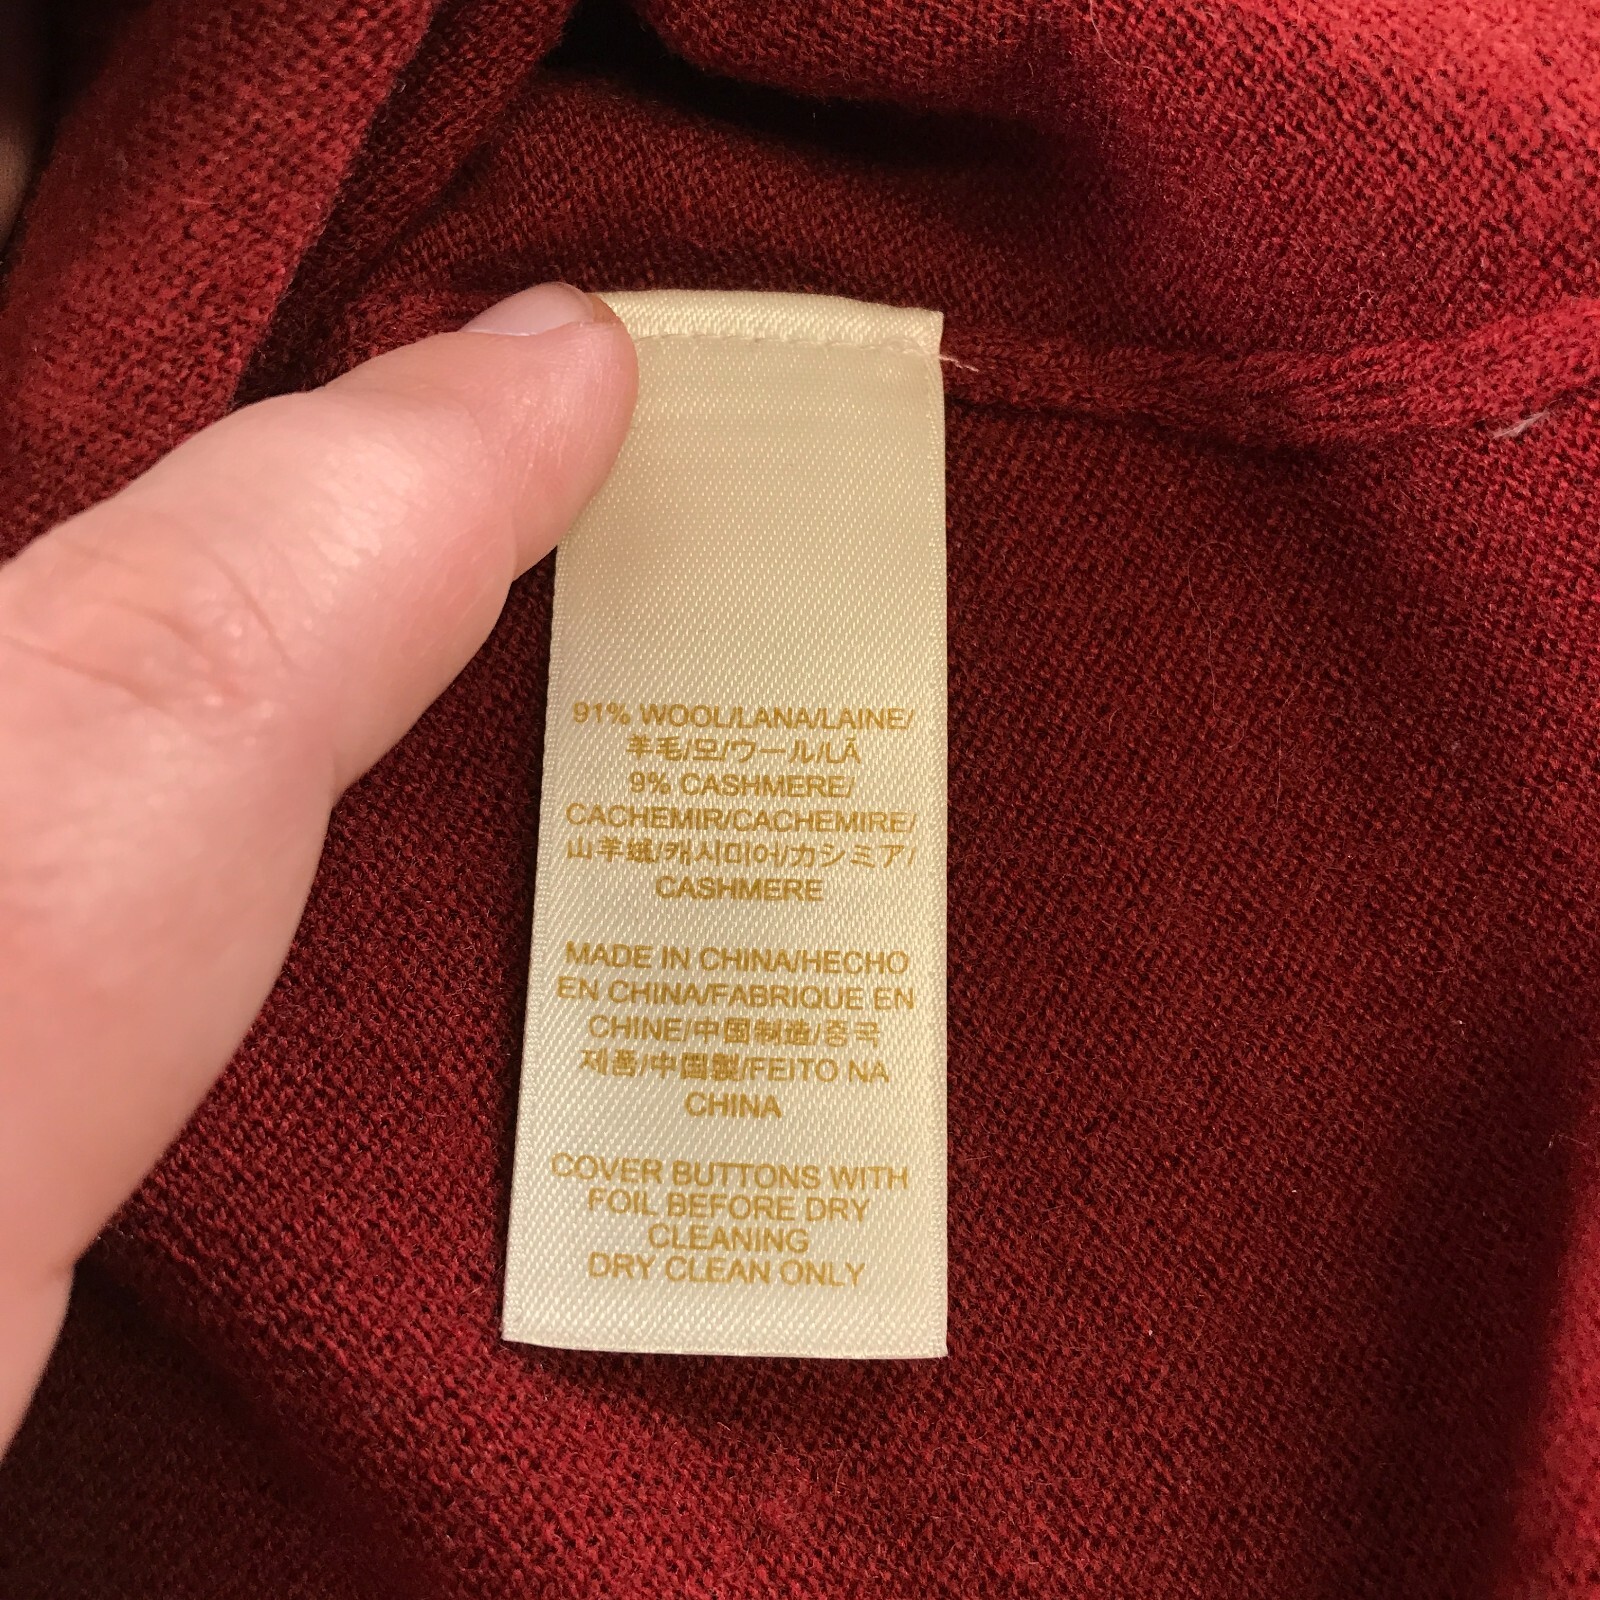 91% WOOL/LANA/LAINE/
羊毛/모/ウール/LÃ
9% CASHMERE/
CACHEMIR/CACHEMIRE/
山羊绒/캐시미어/カシミア/
CASHMERE
MADE IN CHINA/HECHO
EN CHINA/FABRIQUE EN
CHINE/中国制造/중국
제품/中国製/FEITO NA
CHINA
COVER BUTTONS WITH
FOIL BEFORE DRY
CLEANING
DRY CLEAN ONLY